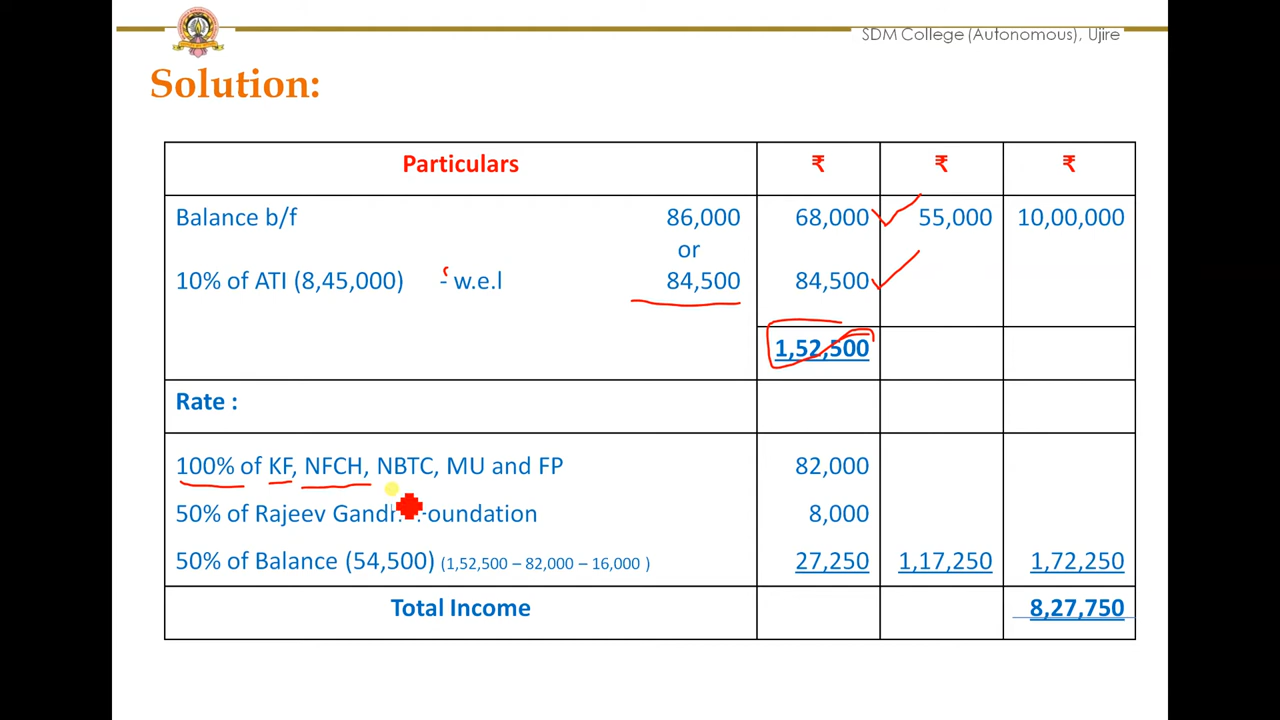 SDM College (Autonomous), Ujire
Solution:
Particulars ₹ ₹ ₹
Balance b/f 86,000 68,000 55,000 10,00,000
or
10% of ATI (8,45,000) - w.e.l 84,500 84,500
1,52,500
Rate :
100% of KF, NFCH, NBTC, MU and FP 82,000
50% of Rajeev Gandhi Foundation 8,000
50% of Balance (54,500) (1,52,500 – 82,000 – 16,000 ) 27,250 1,17,250 1,72,250
Total Income 8,27,750